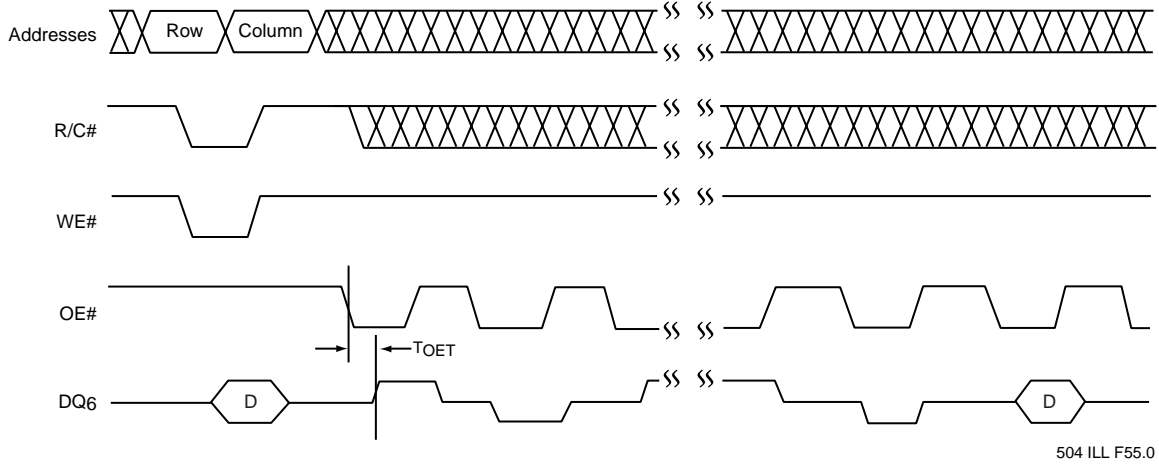 Addresses Row Column
R/C#
WE#
OE#
TOET
DQ6 D D
504 ILL F55.0